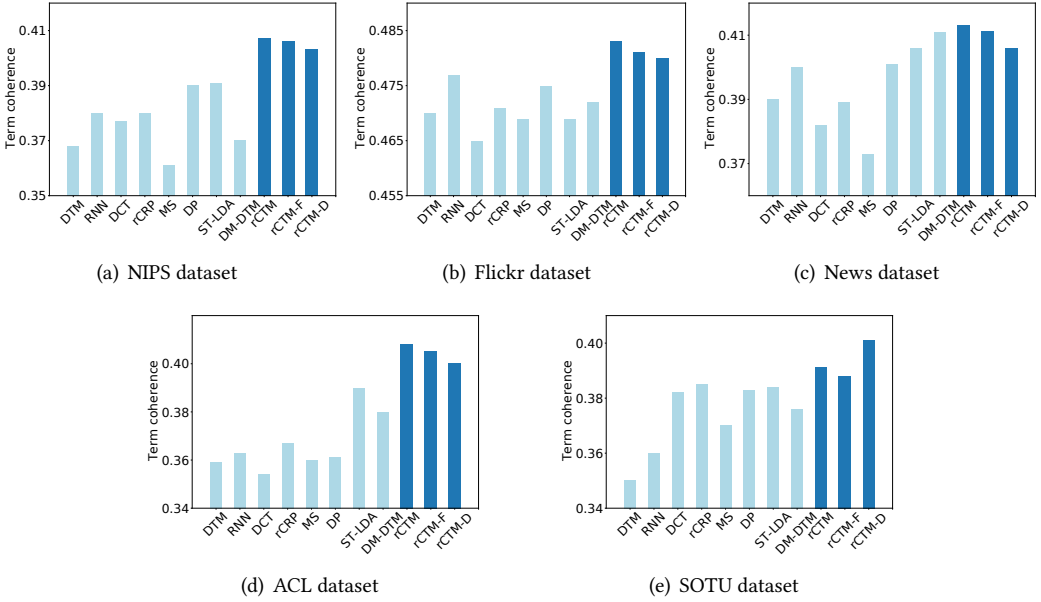 Term coherence
0.41
0.39
0.37
0.35
DTM
RNN
DCT
rCRP
MS
DP
ST-LDA
DM-DTM
rCTM
rCTM-F
rCTM-D
(a) NIPS dataset
Term coherence
0.485
0.475
0.465
0.455
DTM
RNN
DCT
rCRP
MS
DP
ST-LDA
DM-DTM
rCTM
rCTM-F
rCTM-D
(b) Flickr dataset
Term coherence
0.41
0.39
0.37
DTM
RNN
DCT
rCRP
MS
DP
ST-LDA
DM-DTM
rCTM
rCTM-F
rCTM-D
(c) News dataset
Term coherence
0.40
0.38
0.36
0.34
DTM
RNN
DCT
rCRP
MS
DP
ST-LDA
DM-DTM
rCTM
rCTM-F
rCTM-D
(d) ACL dataset
Term coherence
0.40
0.38
0.36
0.34
DTM
RNN
DCT
rCRP
MS
DP
ST-LDA
DM-DTM
rCTM
rCTM-F
rCTM-D
(e) SOTU dataset